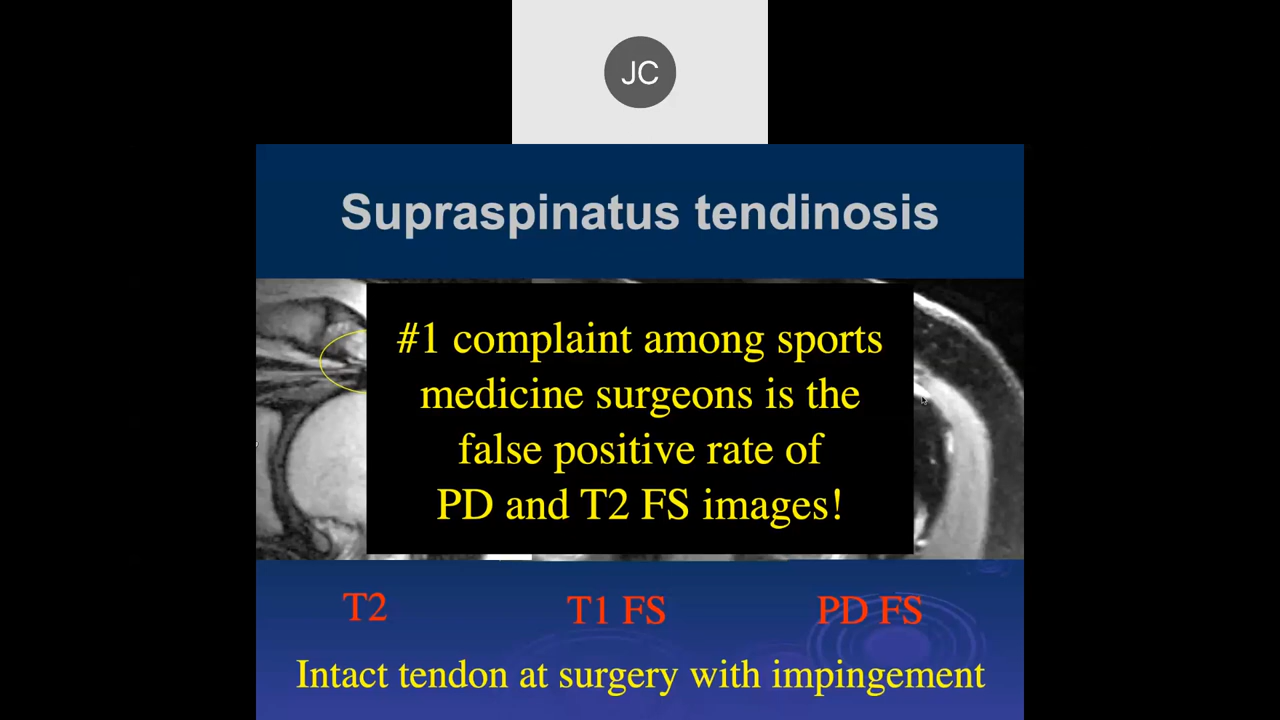 JC
Supraspinatus tendinosis
#1 complaint among sports
medicine surgeons is the
false positive rate of
PD and T2 FS images!
T2 T1 FS PD FS
Intact tendon at surgery with impingement